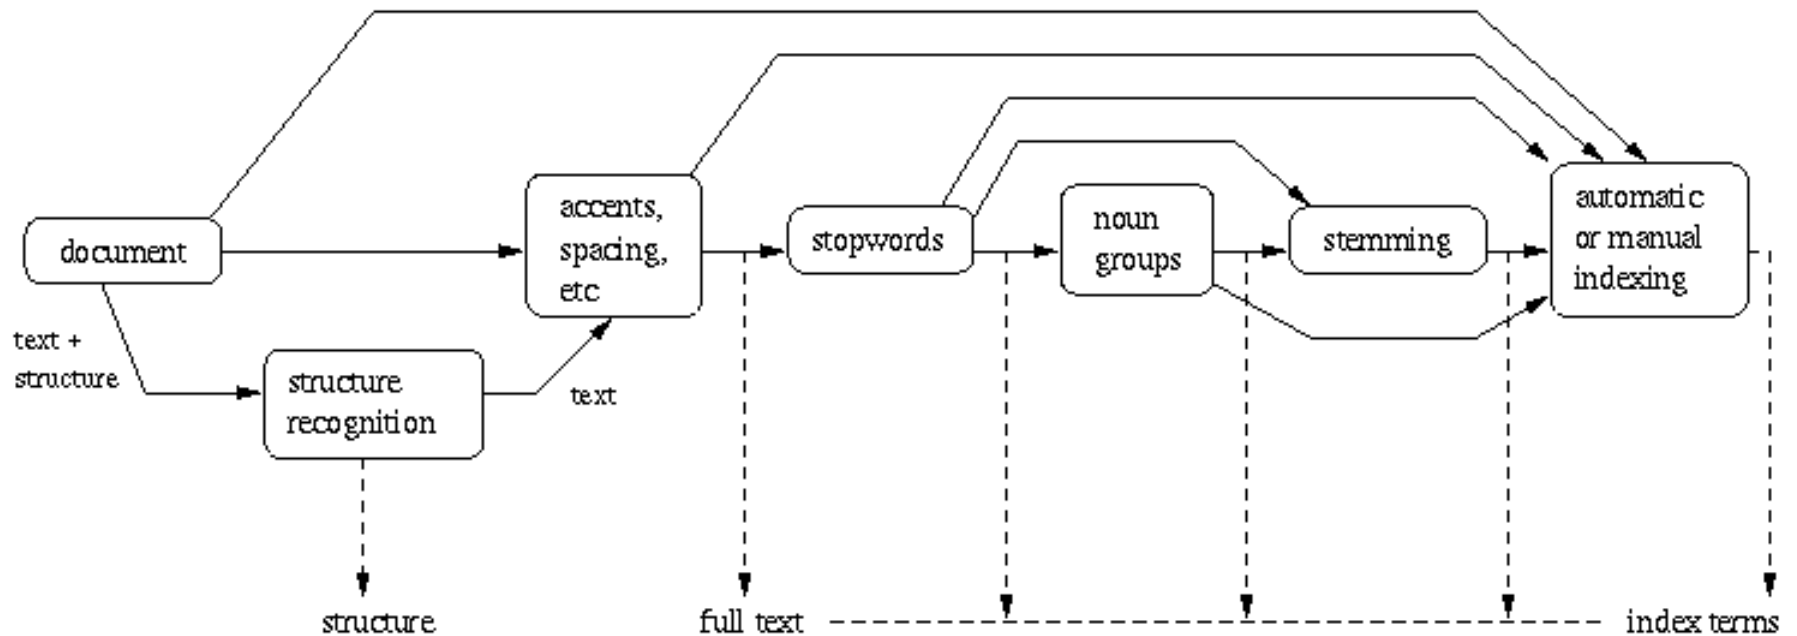 document
text +
structure
structure
recognition
text
accents,
spacing,
etc
stopwords
noun
groups
stemming
automatic
or manual
indexing
structure
full text
index terms